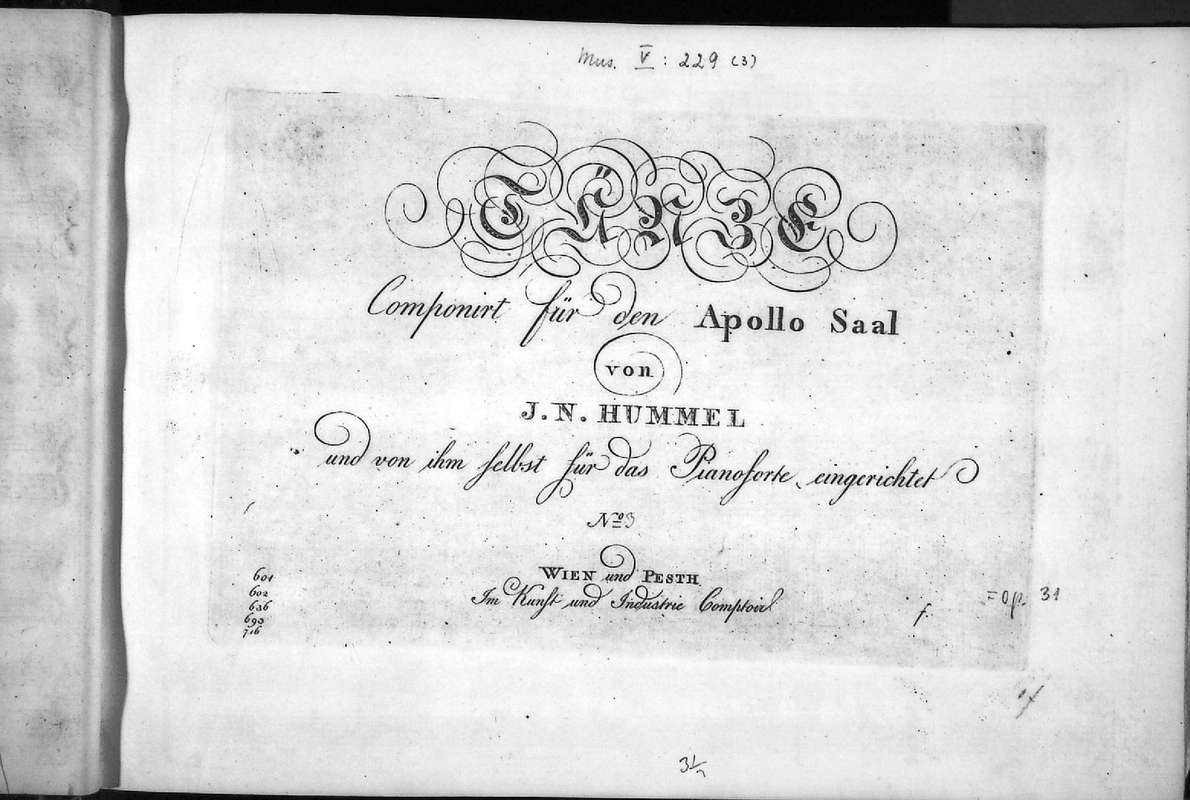 Mus. V : 229 (3)
TÄNZE
Componirt für den Apollo Saal
von
J. N. HUMMEL
und von ihm selbst für das Pianoforte eingerichtet
No 3
WIEN und PESTH
Im Kunst und Industrie Comptoir
601
602
636
690
716
f.
= op. 31